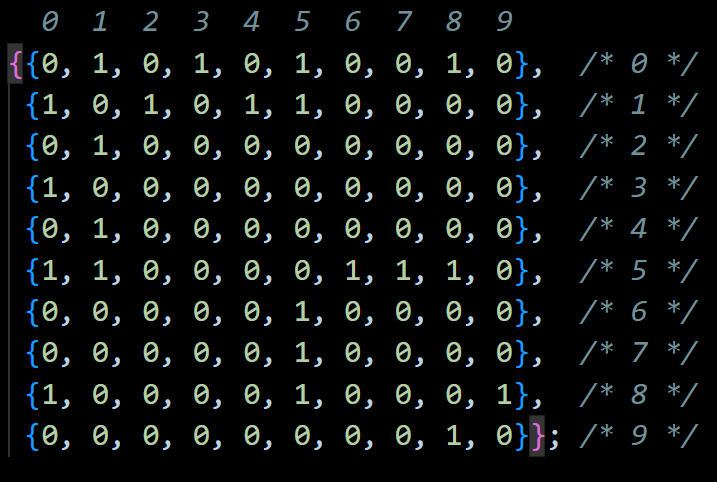 0 1 2 3 4 5 6 7 8 9
{{0, 1, 0, 1, 0, 1, 0, 0, 1, 0}, /* 0 */
{1, 0, 1, 0, 1, 1, 0, 0, 0, 0}, /* 1 */
{0, 1, 0, 0, 0, 0, 0, 0, 0, 0}, /* 2 */
{1, 0, 0, 0, 0, 0, 0, 0, 0, 0}, /* 3 */
{0, 1, 0, 0, 0, 0, 0, 0, 0, 0}, /* 4 */
{1, 1, 0, 0, 0, 0, 1, 1, 1, 0}, /* 5 */
{0, 0, 0, 0, 0, 1, 0, 0, 0, 0}, /* 6 */
{0, 0, 0, 0, 0, 1, 0, 0, 0, 0}, /* 7 */
{1, 0, 0, 0, 0, 1, 0, 0, 0, 1}, /* 8 */
{0, 0, 0, 0, 0, 0, 0, 0, 1, 0}}; /* 9 */